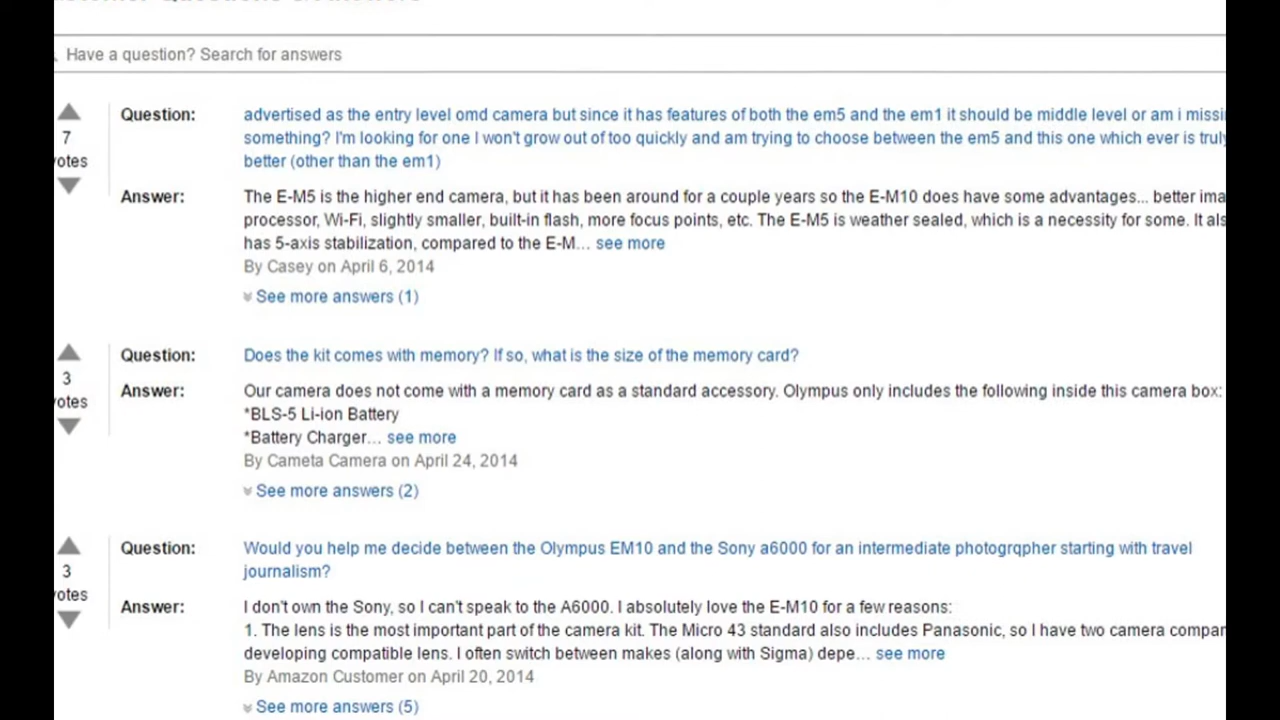 Have a question? Search for answers
Question: advertised as the entry level omd camera but since it has features of both the em5 and the em1 it should be middle level or am i
7 something? I'm looking for one I won't grow out of too quickly and am trying to choose between the em5 and this one which ever is
better (other than the em1)
Answer: The E-M5 is the higher end camera, but it has been around for a couple years so the E-M10 does have some advantages... better
processor, Wi-Fi, slightly smaller, built-in flash, more focus points, etc. The E-M5 is weather sealed, which is a necessity for some. It
has 5-axis stabilization, compared to the E-M... see more
By Casey on April 6, 2014
See more answers (1)
Question: Does the kit comes with memory? If so, what is the size of the memory card?
3
Answer: Our camera does not come with a memory card as a standard accessory. Olympus only includes the following inside this camera box:
*BLS-5 Li-ion Battery
*Battery Charger... see more
By Cameta Camera on April 24, 2014
See more answers (2)
Question: Would you help me decide between the Olympus EM10 and the Sony a6000 for an intermediate photogrqpher starting with travel
3 journalism?
Answer: I don't own the Sony, so I can't speak to the A6000. I absolutely love the E-M10 for a few reasons:
1. The lens is the most important part of the camera kit. The Micro 43 standard also includes Panasonic, so I have two camera
developing compatible lens. I often switch between makes (along with Sigma) depe... see more
By Amazon Customer on April 20, 2014
See more answers (5)